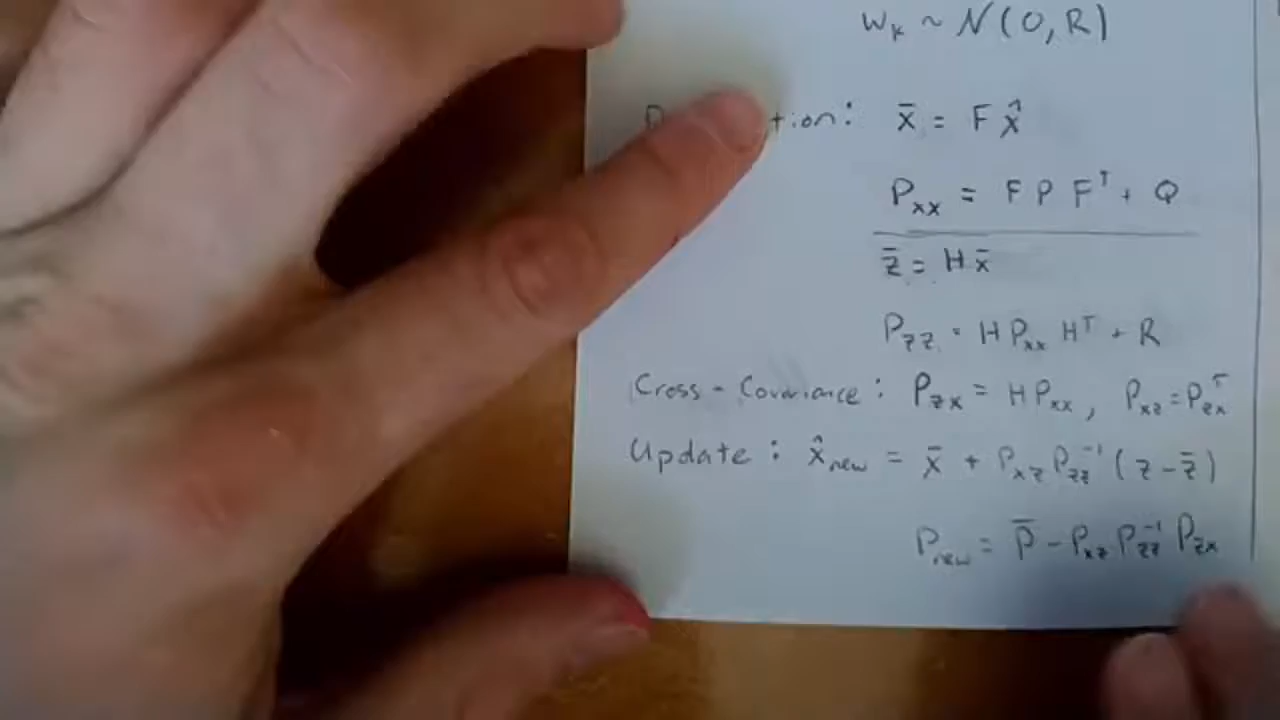 w_k ~ N(0, R)
tion: x̄ = F x̂
P_xx = F P F^T + Q
z̄ = H x̄
P_zz = H P_xx H^T + R
Cross-Covariance: P_zx = H P_xx, P_xz = P_zx^T
Update: x̂_new = x̄ + P_xz P_zz^-1 (z - z̄)
P_new = P̄ - P_xz P_zz^-1 P_zx